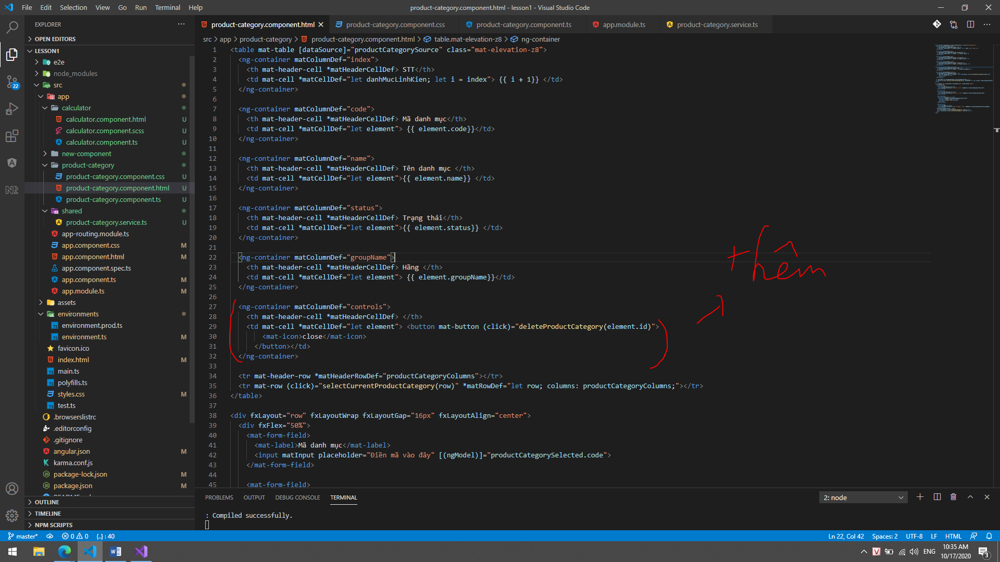 File Edit Selection View Go Run Terminal Help
product-category.component.html - lesson1 - Visual Studio Code
EXPLORER
OPEN EDITORS
LESSON1
e2e
node_modules
src
app
calculator
calculator.component.html U
calculator.component.scss U
calculator.component.ts U
new-component
product-category
product-category.component.css U
product-category.component.html U
product-category.component.ts U
shared
product-category.service.ts U
app-routing.module.ts
app.component.css M
app.component.html M
app.component.spec.ts
app.component.ts M
app.module.ts M
assets
environments
environment.prod.ts
environment.ts M
favicon.ico
index.html M
main.ts
polyfills.ts
styles.css M
test.ts
.browserslistrc
.editorconfig
.gitignore
angular.json M
karma.conf.js
package-lock.json M
package.json M
OUTLINE
TIMELINE
NPM SCRIPTS
22
product-category.component.html product-category.component.css product-category.component.ts app.module.ts product-category.service.ts
src > app > product-category > product-category.component.html > table.mat-elevation-z8 > ng-container
1 <table mat-table [dataSource]="productCategorySource" class="mat-elevation-z8">
2 <ng-container matColumnDef="index">
3 <th mat-header-cell *matHeaderCellDef> STT</th>
4 <td mat-cell *matCellDef="let danhMucLinhKien; let i = index"> {{ i + 1}} </td>
5 </ng-container>
6
7 <ng-container matColumnDef="code">
8 <th mat-header-cell *matHeaderCellDef> Mã danh mục</th>
9 <td mat-cell *matCellDef="let element"> {{ element.code}}</td>
10 </ng-container>
11
12 <ng-container matColumnDef="name">
13 <th mat-header-cell *matHeaderCellDef> Tên danh mục </th>
14 <td mat-cell *matCellDef="let element">{{ element.name}} </td>
15 </ng-container>
16
17 <ng-container matColumnDef="status">
18 <th mat-header-cell *matHeaderCellDef> Trạng thái</th>
19 <td mat-cell *matCellDef="let element">{{ element.status}} </td>
20 </ng-container>
21
22 <ng-container matColumnDef="groupName">
23 <th mat-header-cell *matHeaderCellDef> Hãng </th>
24 <td mat-cell *matCellDef="let element"> {{ element.groupName}}</td>
25 </ng-container>
26
27 <ng-container matColumnDef="controls">
28 <th mat-header-cell *matHeaderCellDef> </th>
29 <td mat-cell *matCellDef="let element"> <button mat-button (click)="deleteProductCategory(element.id)">
30 <mat-icon>close</mat-icon>
31 </button></td>
32 </ng-container>
33
34 <tr mat-header-row *matHeaderRowDef="productCategoryColumns"></tr>
35 <tr mat-row (click)="selectCurrentProductCategory(row)" *matRowDef="let row; columns: productCategoryColumns;"></tr>
36 </table>
37
38 <div fxLayout="row" fxLayoutWrap fxLayoutGap="16px" fxLayoutAlign="center">
39 <div fxFlex="50%">
40 <mat-form-field>
41 <mat-label>Mã danh mục</mat-label>
42 <input matInput placeholder="Điền mã vào đây" [(ngModel)]="productCategorySelected.code">
43 </mat-form-field>
44
45 <mat-form-field>
thêm
PROBLEMS OUTPUT DEBUG CONSOLE TERMINAL
2: node
: Compiled successfully.
master* 0 0 {..} : 40
Ln 22, Col 42 Spaces: 2 UTF-8 LF HTML
ENG
10:35 AM
10/17/2020
3